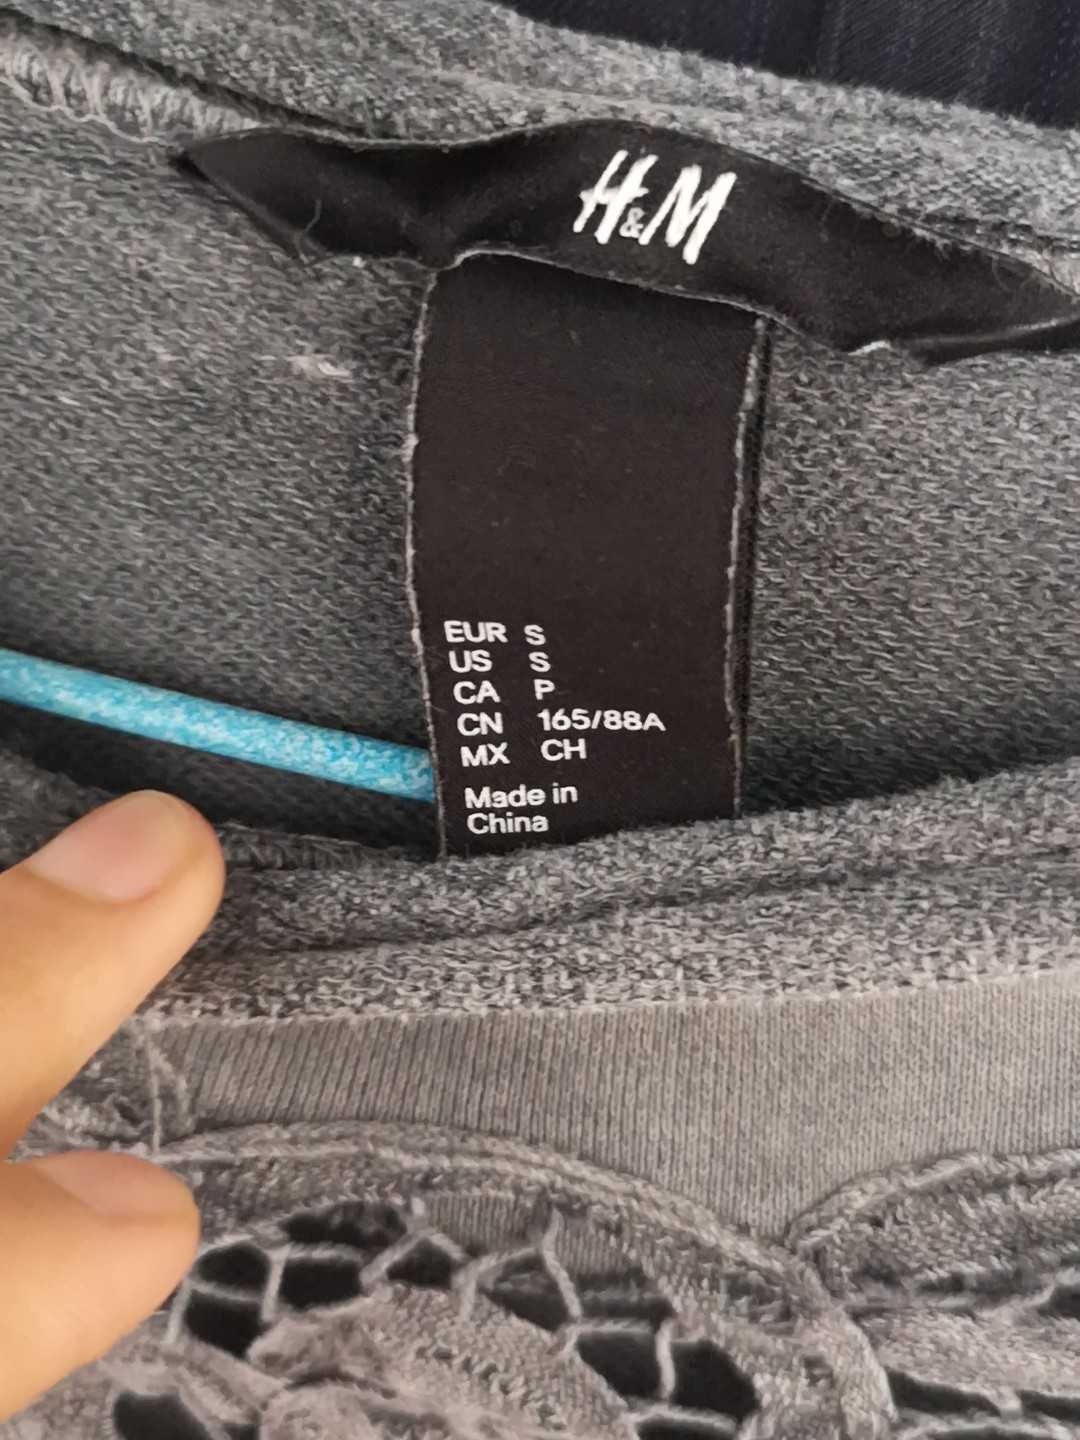 H&M
EUR S
US S
CA P
CN 165/88A
MX CH
Made in
China